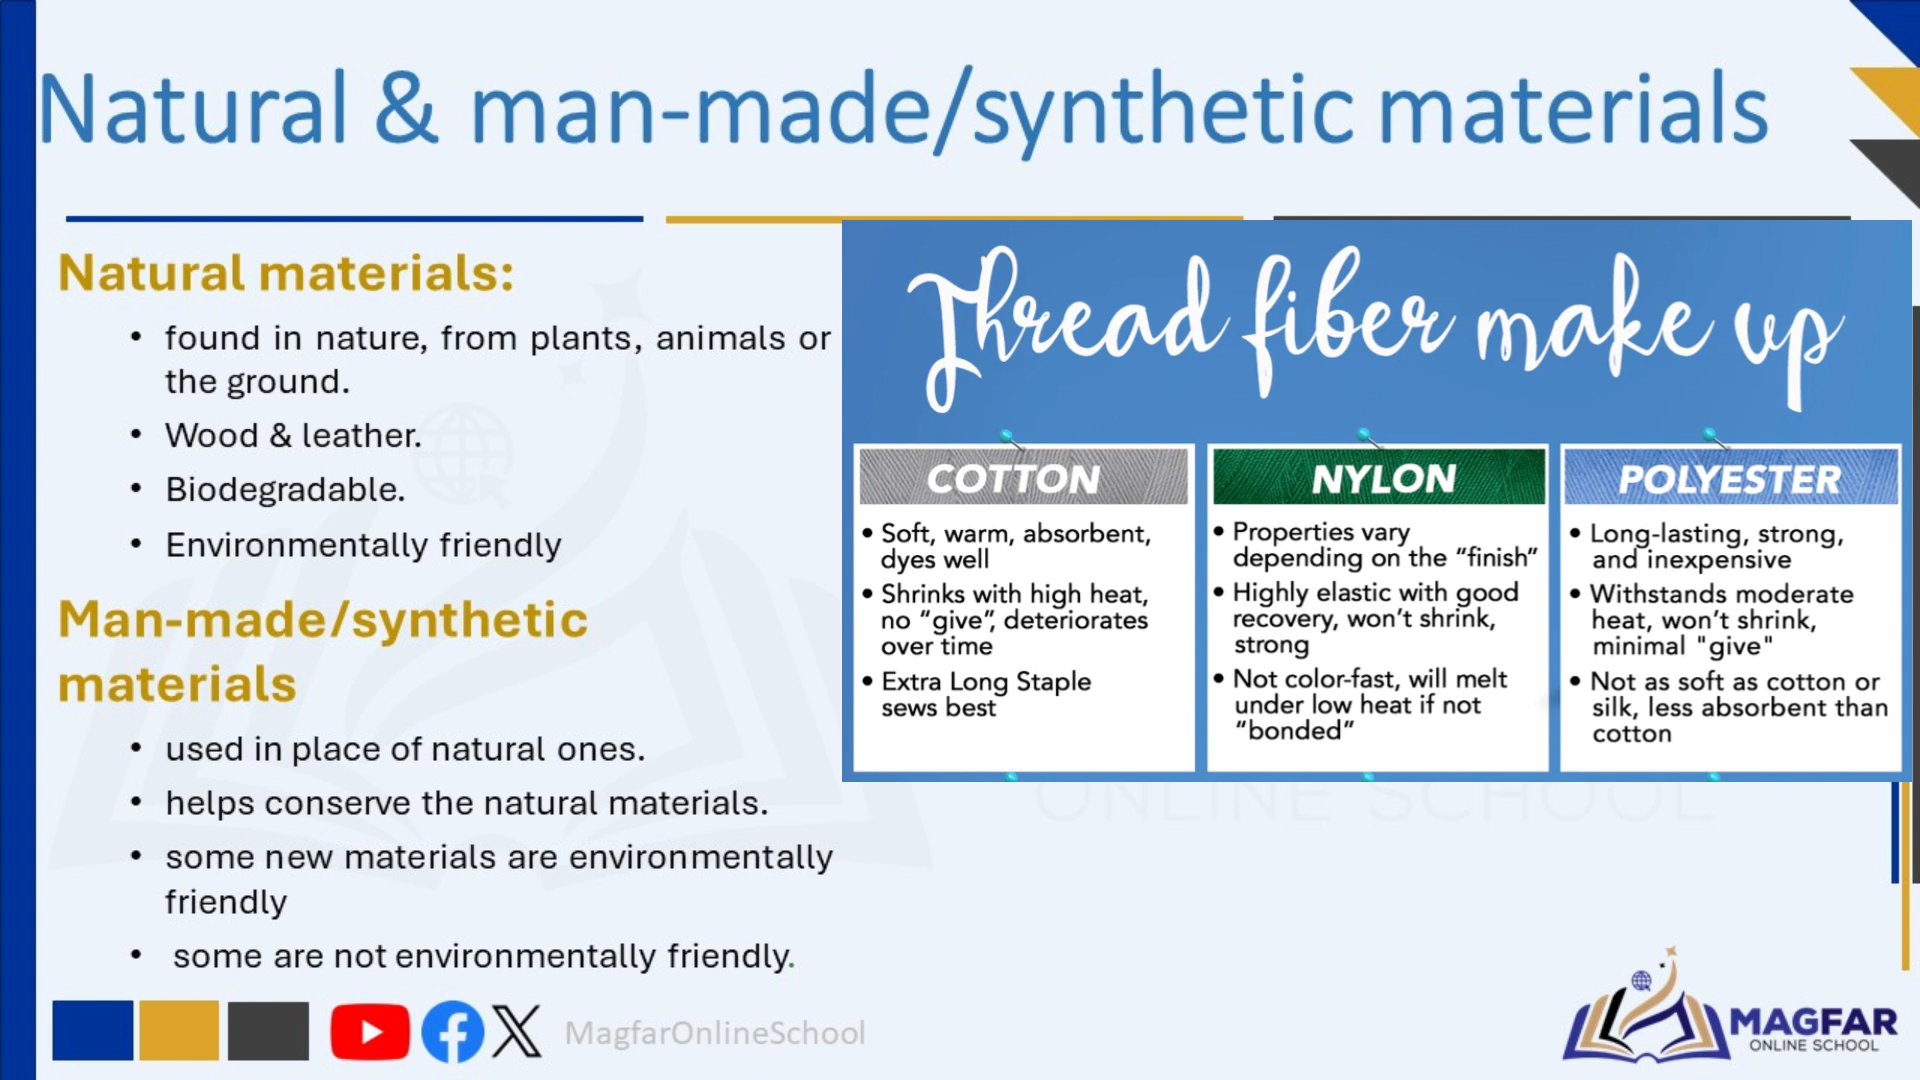 Natural & man-made/synthetic materials
Natural materials:
• found in nature, from plants, animals or
the ground.
• Wood & leather.
• Biodegradable.
• Environmentally friendly
Man-made/synthetic
materials
• used in place of natural ones.
• helps conserve the natural materials.
• some new materials are environmentally
friendly
• some are not environmentally friendly.
Thread fiber make up
COTTON
• Soft, warm, absorbent,
dyes well
• Shrinks with high heat,
no “give”, deteriorates
over time
• Extra Long Staple
sews best
NYLON
• Properties vary
depending on the “finish”
• Highly elastic with good
recovery, won’t shrink,
strong
• Not color-fast, will melt
under low heat if not
“bonded”
POLYESTER
• Long-lasting, strong,
and inexpensive
• Withstands moderate
heat, won’t shrink,
minimal "give"
• Not as soft as cotton or
silk, less absorbent than
cotton
ONLINE SCHOOL
MagfarOnlineSchool
MAGFAR
ONLINE SCHOOL